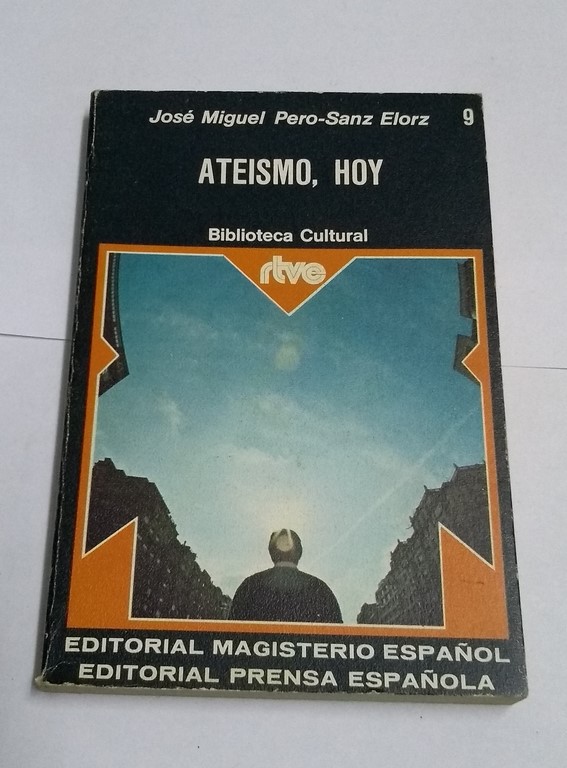 José Miguel Pero-Sanz Elorz 9
ATEISMO, HOY
Biblioteca Cultural
rtve
EDITORIAL MAGISTERIO ESPAÑOL
EDITORIAL PRENSA ESPAÑOLA